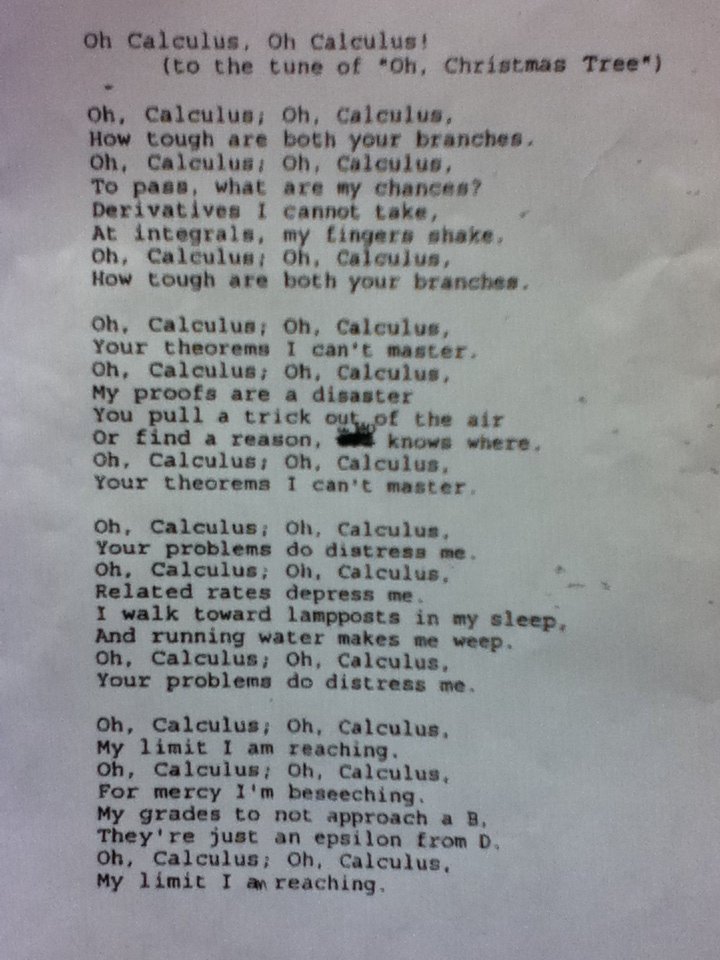 Oh Calculus, Oh Calculus!
(to the tune of "Oh, Christmas Tree")
Oh, Calculus; Oh, Calculus,
How tough are both your branches.
Oh, Calculus; Oh, Calculus,
To pass, what are my chances?
Derivatives I cannot take,
At integrals, my fingers shake.
Oh, Calculus; Oh, Calculus,
How tough are both your branches.
Oh, Calculus; Oh, Calculus,
Your theorems I can't master.
Oh, Calculus; Oh, Calculus,
My proofs are a disaster
You pull a trick out of the air
Or find a reason, knows where.
Oh, Calculus; Oh, Calculus,
Your theorems I can't master.
Oh, Calculus; Oh, Calculus,
Your problems do distress me.
Oh, Calculus; Oh, Calculus,
Related rates depress me.
I walk toward lampposts in my sleep,
And running water makes me weep.
Oh, Calculus; Oh, Calculus,
Your problems do distress me.
Oh, Calculus; Oh, Calculus,
My limit I am reaching.
Oh, Calculus; Oh, Calculus,
For mercy I'm beseeching.
My grades to not approach a B,
They're just an epsilon from D.
Oh, Calculus; Oh, Calculus,
My limit I am reaching.